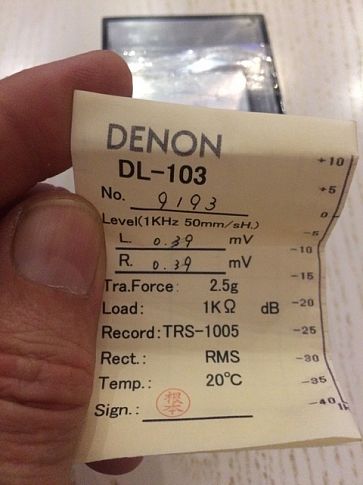 DENON
DL-103
No. 9193
Level(1KHz 50mm/sH.)
L. 0.39 mV
R. 0.39 mV
Tra.Force: 2.5g
Load: 1KΩ
Record:TRS-1005
Rect.: RMS
Temp.: 20℃
Sign.: 根本
dB
+10
+5
0
-5
-10
-15
-20
-25
-30
-35
-40